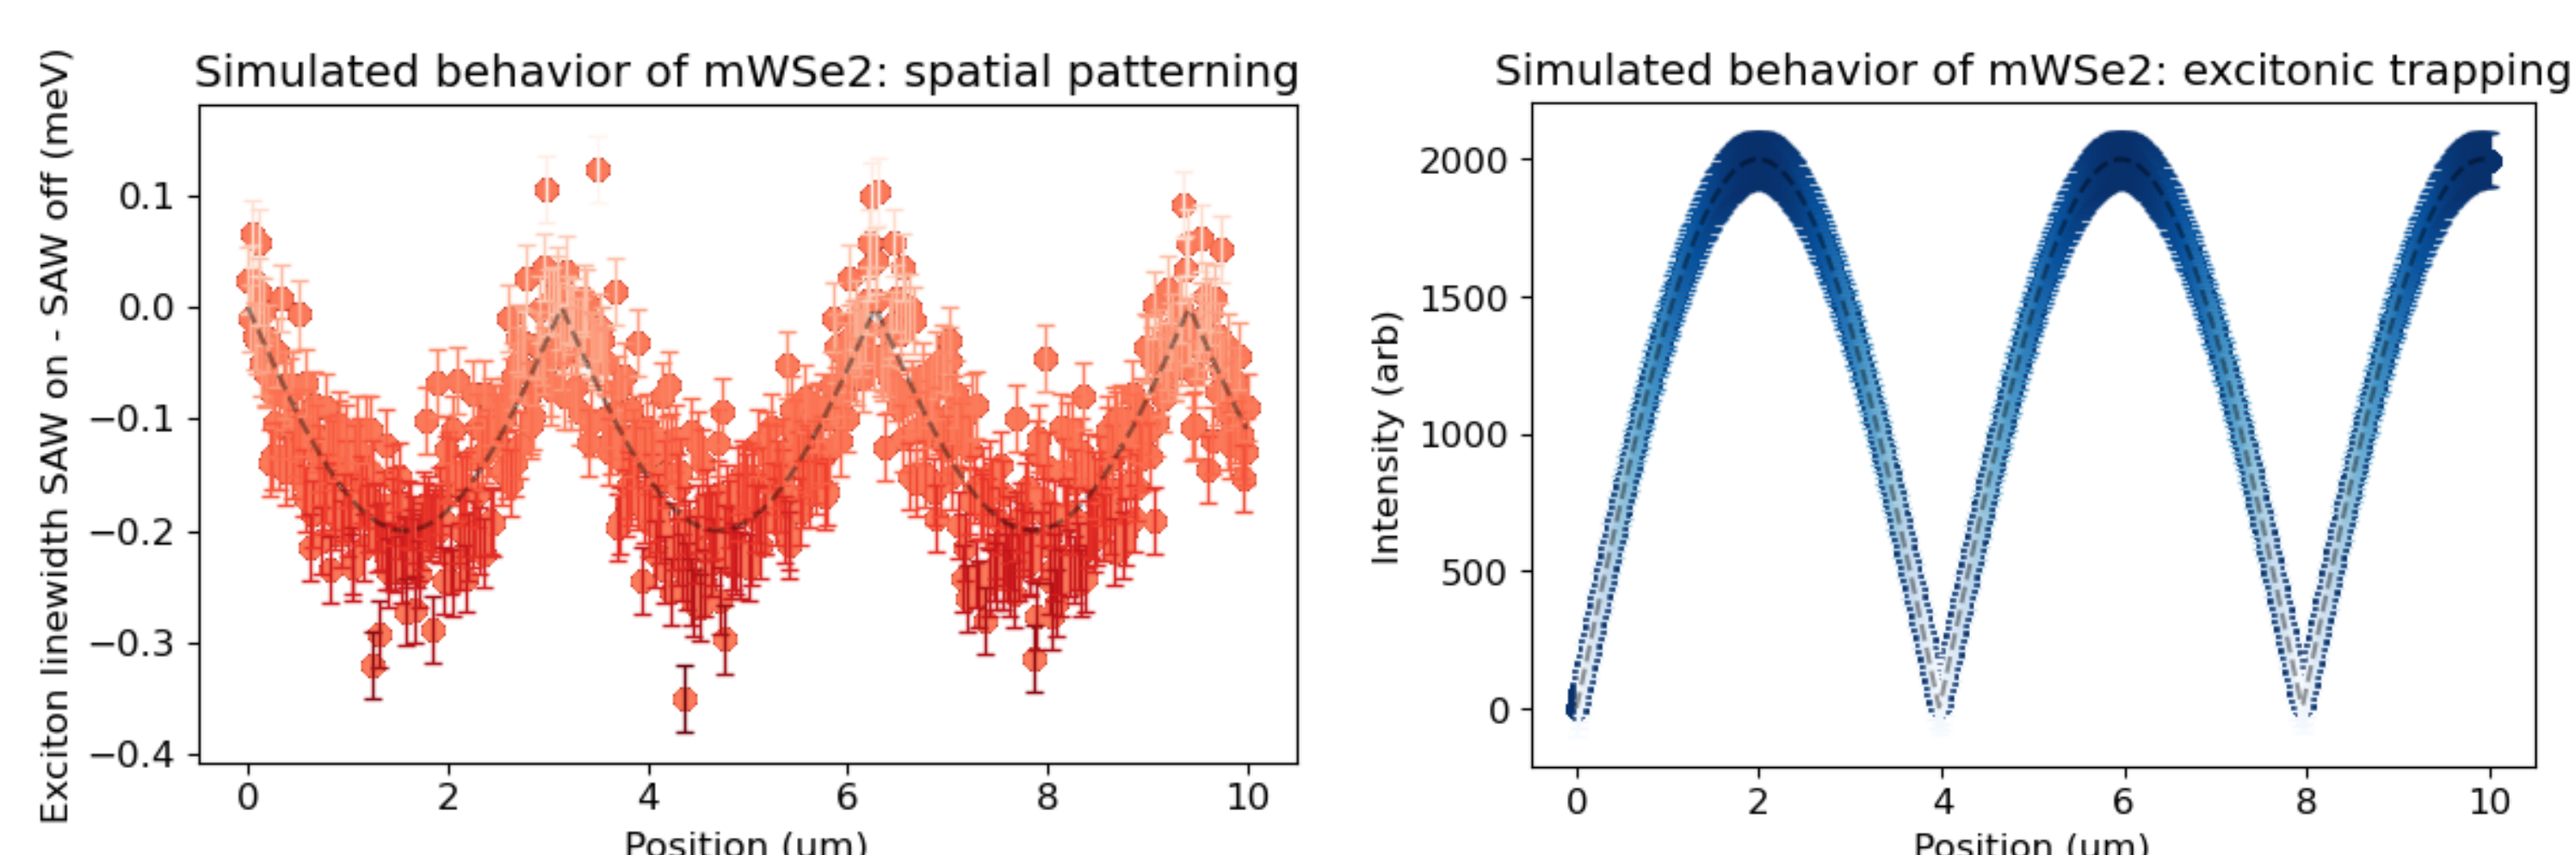 Simulated behavior of mWSe2: spatial patterning
Exciton linewidth SAW on - SAW off (meV)
0.1
0.0
−0.1
−0.2
−0.3
−0.4
0 2 4 6 8 10
Position (um)
Simulated behavior of mWSe2: excitonic trapping
Intensity (arb)
2000
1500
1000
500
0
0 2 4 6 8 10
Position (um)